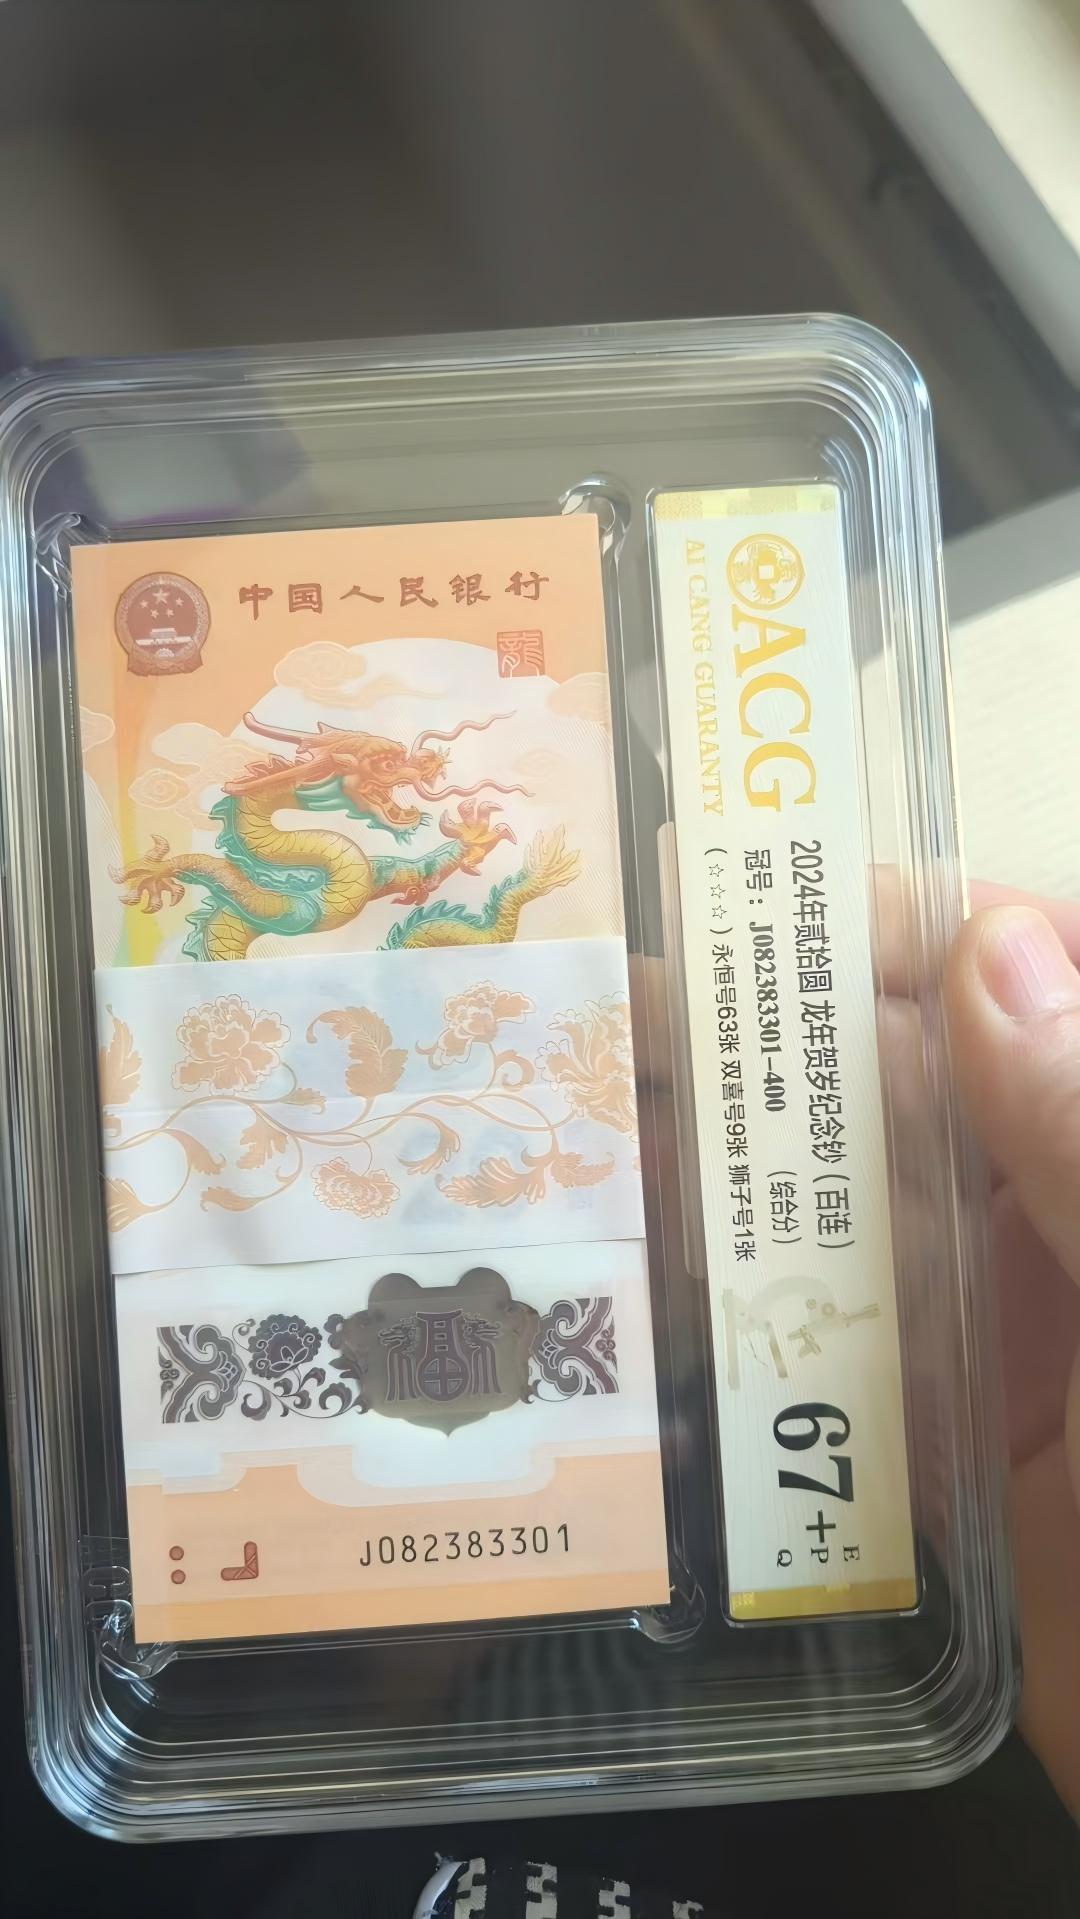 中国人民银行
龍
福
J082383301
ACG
AI CANG GUARANTY
2024年贰拾圆 龙年贺岁纪念钞（百连）
冠号：J082383301-400 （综合分）
（☆☆☆）永恒号63张 双喜号9张 狮子号1张
67+
E
P
Q